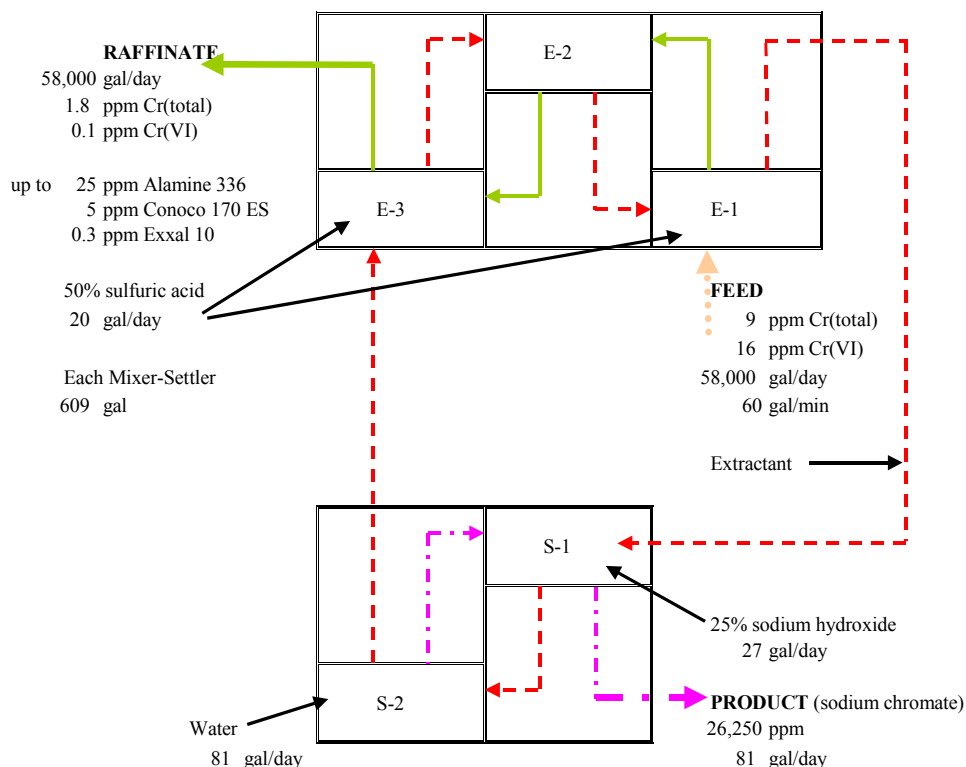 RAFFINATE
58,000 gal/day
1.8 ppm Cr(total)
0.1 ppm Cr(VI)
up to 25 ppm Alamine 336
5 ppm Conoco 170 ES
0.3 ppm Exxal 10
50% sulfuric acid
20 gal/day
Each Mixer-Settler
609 gal
E-2
E-3
E-1
FEED
9 ppm Cr(total)
16 ppm Cr(VI)
58,000 gal/day
60 gal/min
Extractant
S-1
25% sodium hydroxide
27 gal/day
S-2
Water
81 gal/day
PRODUCT (sodium chromate)
26,250 ppm
81 gal/day